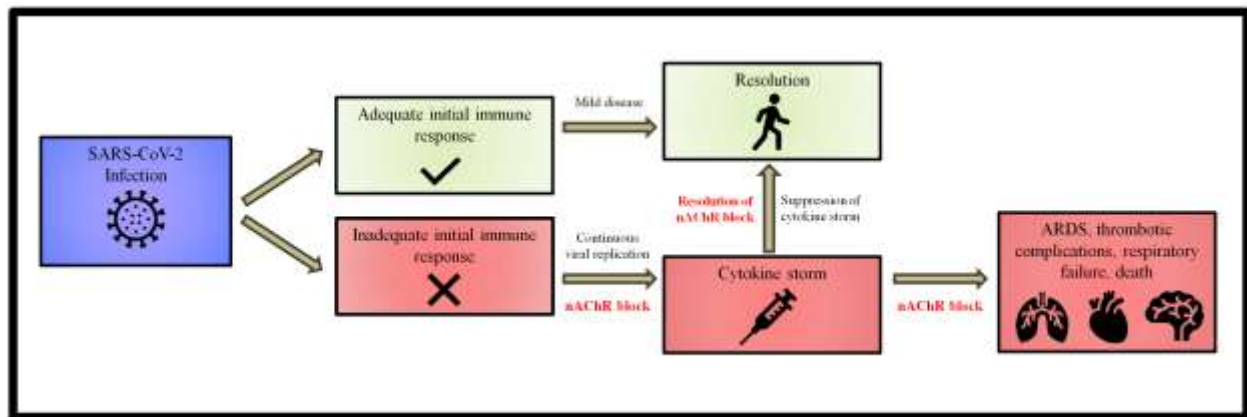 SARS-CoV-2
Infection
Adequate initial immune
response
Mild disease
Resolution
Inadequate initial immune
response
Continuous
viral replication
nAChR block
Resolution of
nAChR block
Suppression of
cytokine storm
Cytokine storm
nAChR block
ARDS, thrombotic
complications, respiratory
failure, death